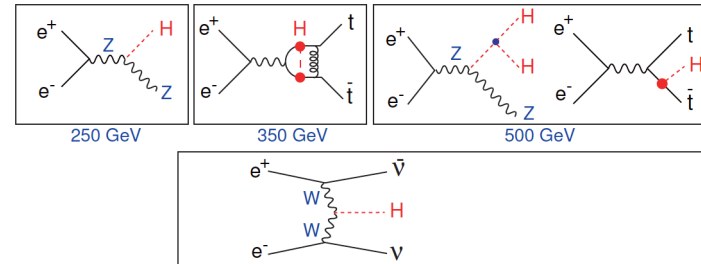 e+ Z H
e- Z
e+ H t
e- t̄
e+ Z H H
e- Z
e+ t H
e- t̄
250 GeV 350 GeV 500 GeV
e+ ν̄
W
H
W
e- ν